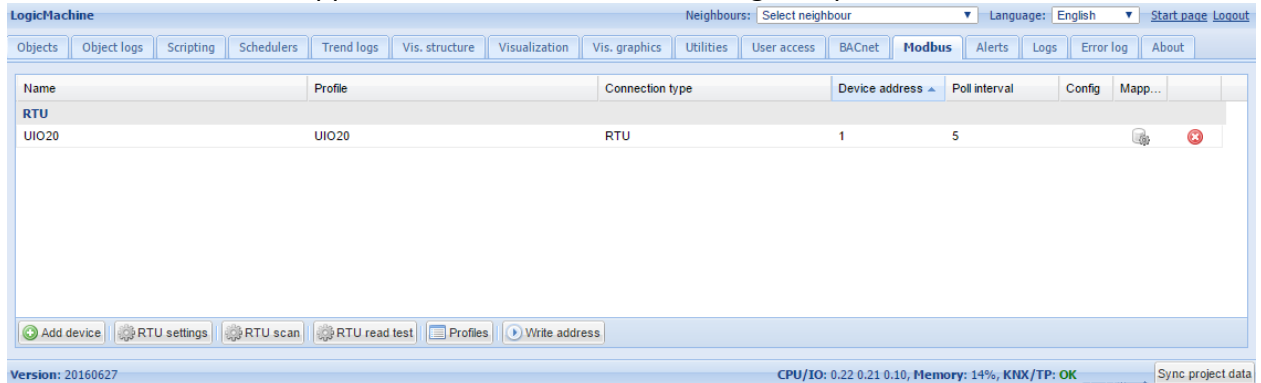 LogicMachine Neighbours: Select neighbour Language: English Start page Logout
Objects Object logs Scripting Schedulers Trend logs Vis. structure Visualization Vis. graphics Utilities User access BACnet Modbus Alerts Logs Error log About
Name Profile Connection type Device address Poll interval Config Mapp...
RTU
UIO20 UIO20 RTU 1 5
Add device RTU settings RTU scan RTU read test Profiles Write address
Version: 20160627 CPU/IO: 0.22 0.21 0.10, Memory: 14%, KNX/TP: OK Sync project data